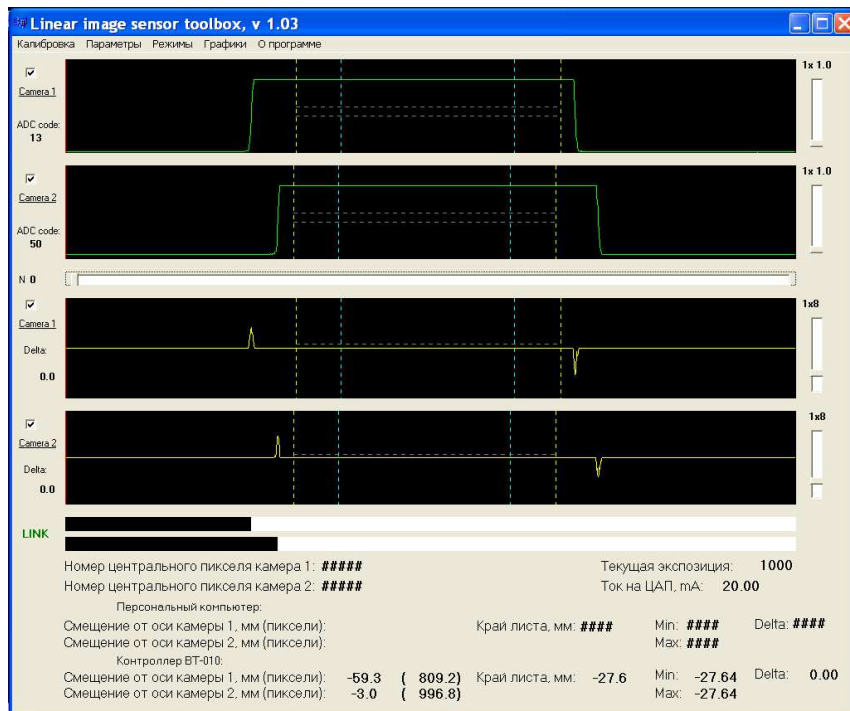 Linear image sensor toolbox, v 1.03
Калибровка Параметры Режимы Графики О программе
1x 1.0
Camera 1
ADC code:
13
1x 1.0
Camera 2
ADC code:
50
N 0
1x8
Camera 1
Delta:
0.0
1x8
Camera 2
Delta:
0.0
LINK
Номер центрального пикселя камера 1: ##### Текущая экспозиция: 1000
Номер центрального пикселя камера 2: ##### Ток на ЦАП, mA: 20.00
Персональный компьютер:
Смещение от оси камеры 1, мм (пиксели): Край листа, мм: #### Min: #### Delta: ####
Смещение от оси камеры 2, мм (пиксели): Max: ####
Контроллер ВТ-010:
Смещение от оси камеры 1, мм (пиксели): -59.3 ( 809.2) Край листа, мм: -27.6 Min: -27.64 Delta: 0.00
Смещение от оси камеры 2, мм (пиксели): -3.0 ( 996.8) Max: -27.64